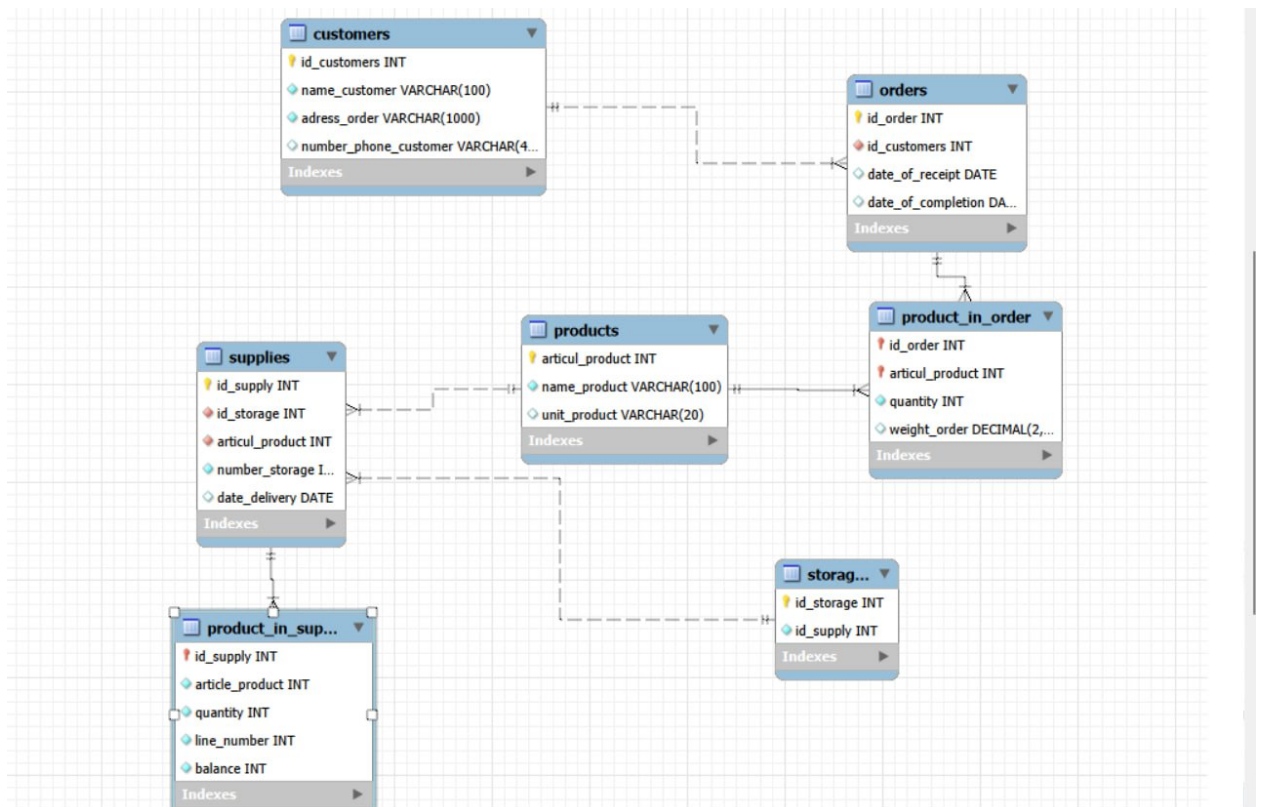 customers
id_customers INT
name_customer VARCHAR(100)
adress_order VARCHAR(1000)
number_phone_customer VARCHAR(4...
Indexes
orders
id_order INT
id_customers INT
date_of_receipt DATE
date_of_completion DA...
Indexes
product_in_order
id_order INT
articul_product INT
quantity INT
weight_order DECIMAL(2,...
Indexes
products
articul_product INT
name_product VARCHAR(100)
unit_product VARCHAR(20)
Indexes
supplies
id_supply INT
id_storage INT
articul_product INT
number_storage I...
date_delivery DATE
Indexes
storag...
id_storage INT
id_supply INT
Indexes
product_in_sup...
id_supply INT
article_product INT
quantity INT
line_number INT
balance INT
Indexes